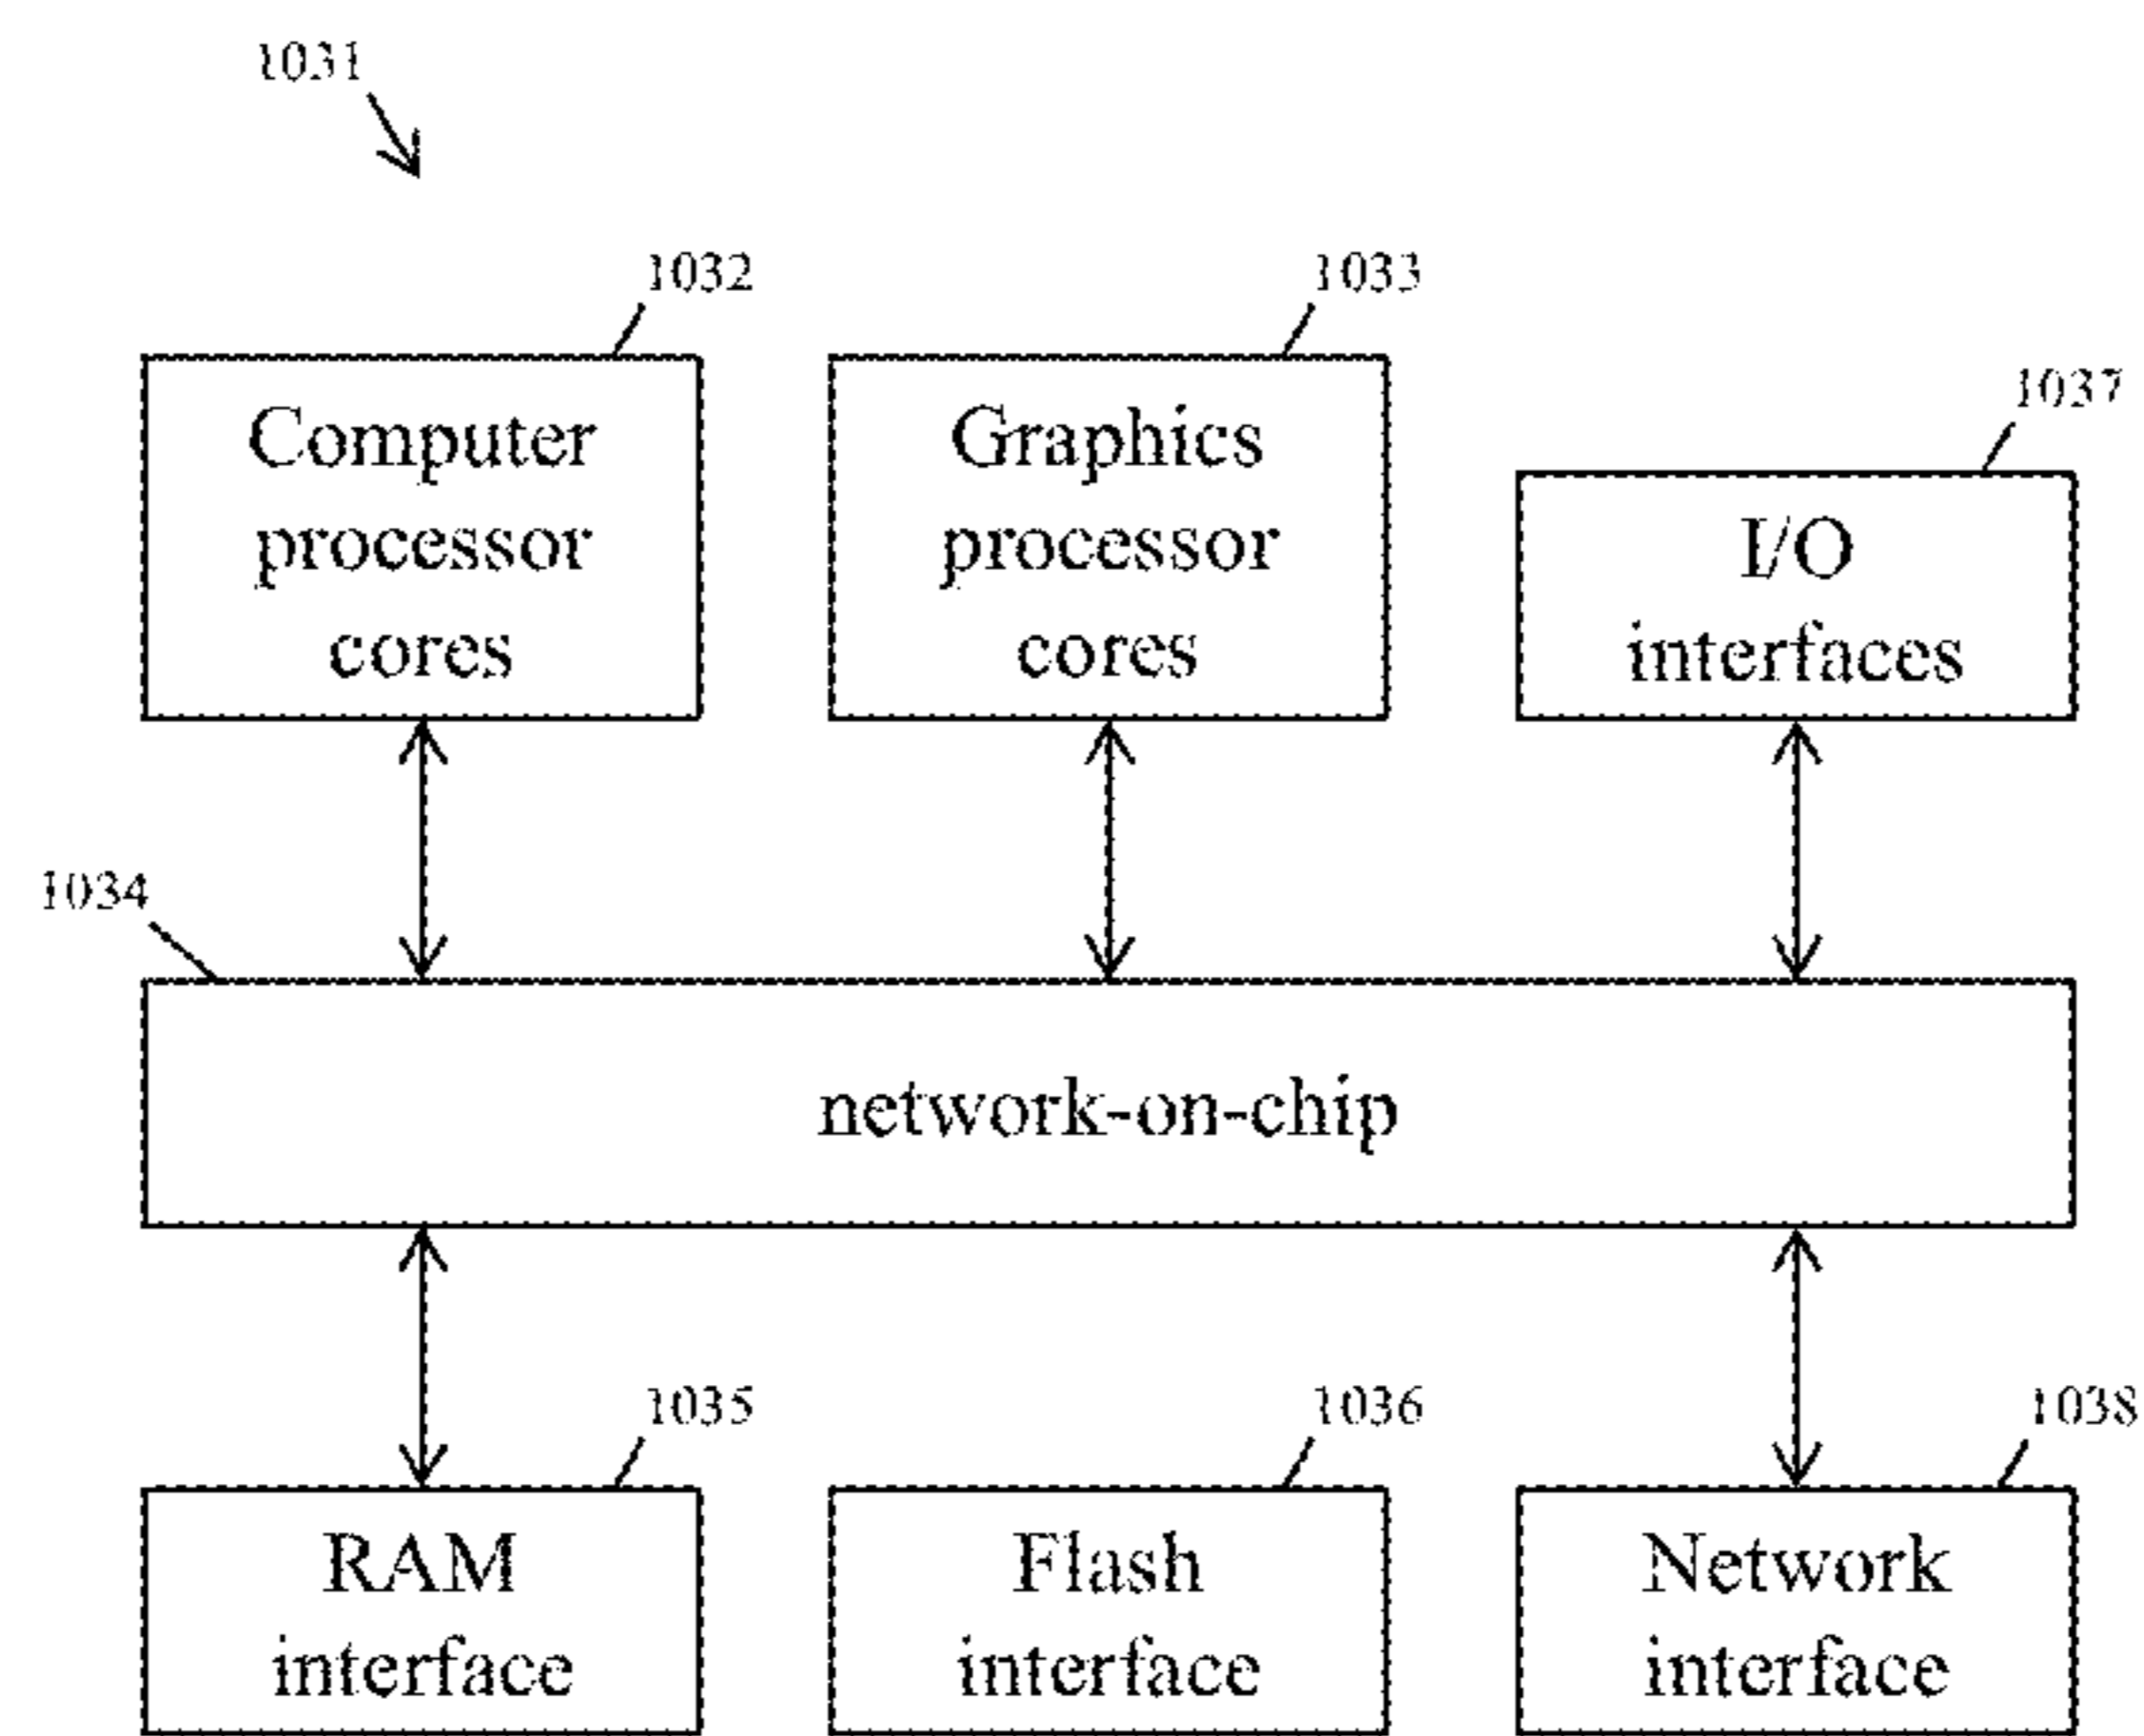 1031
1032
1033
1037
Computer
processor
cores
Graphics
processor
cores
I/O
interfaces
1034
network-on-chip
1035
1036
1038
RAM
interface
Flash
interface
Network
interface